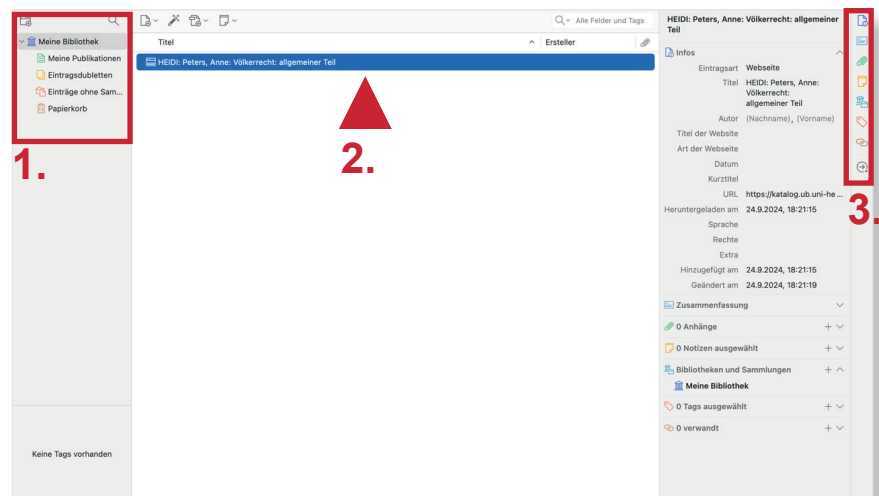 Meine Bibliothek
Meine Publikationen
Eintragsdubletten
Einträge ohne Sam...
Papierkorb
1.
Keine Tags vorhanden
Alle Felder und Tags
Titel
Ersteller
HEIDI: Peters, Anne: Völkerrecht: allgemeiner Teil
2.
HEIDI: Peters, Anne: Völkerrecht: allgemeiner
Teil
Infos
Eintragsart Webseite
Titel HEIDI: Peters, Anne:
Völkerrecht:
allgemeiner Teil
Autor (Nachname), (Vorname)
Titel der Website
Art der Webseite
Datum
Kurztitel
URL https://katalog.ub.uni-he...
Heruntergeladen am 24.9.2024, 18:21:15
Sprache
Rechte
Extra
Hinzugefügt am 24.9.2024, 18:21:15
Geändert am 24.9.2024, 18:21:19
Zusammenfassung
0 Anhänge
0 Notizen ausgewählt
Bibliotheken und Sammlungen
Meine Bibliothek
0 Tags ausgewählt
0 verwandt
3.